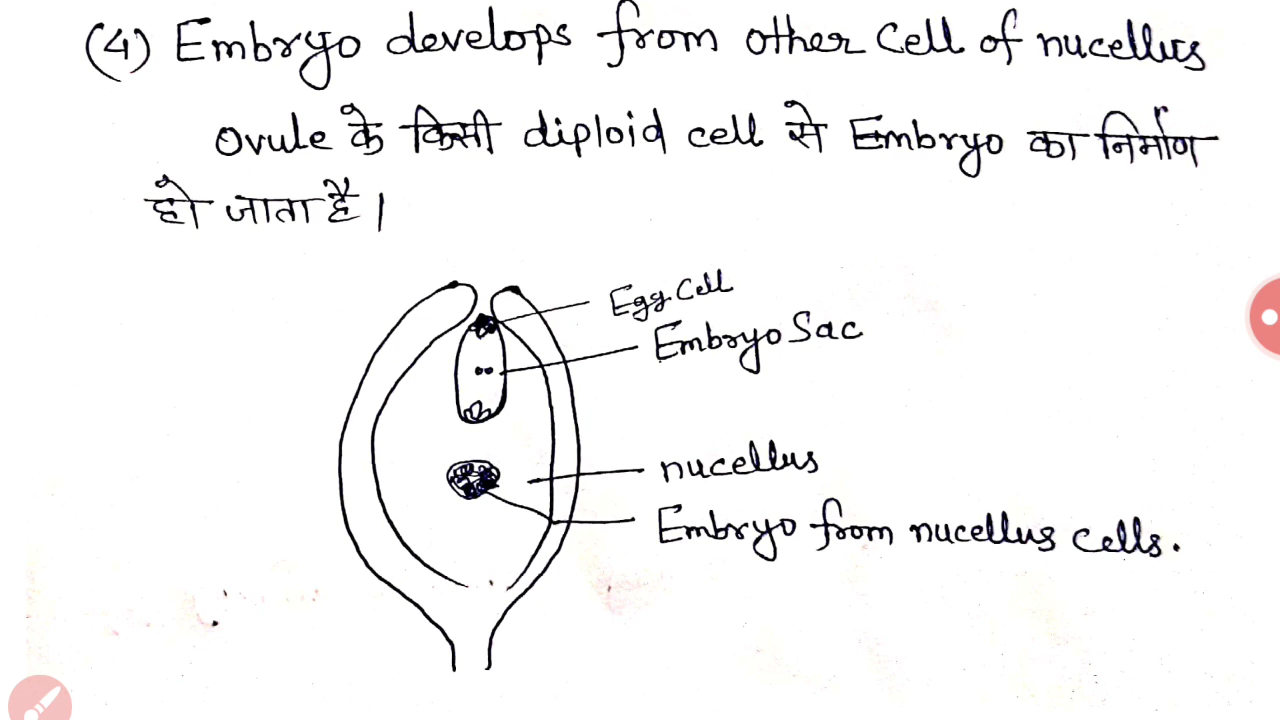 (4) Embryo develops from other Cell of nucellus
Ovule के किसी diploid cell से Embryo का निर्माण
हो जाता है।
Egg Cell
Embryo Sac
nucellus
Embryo from nucellus cells.